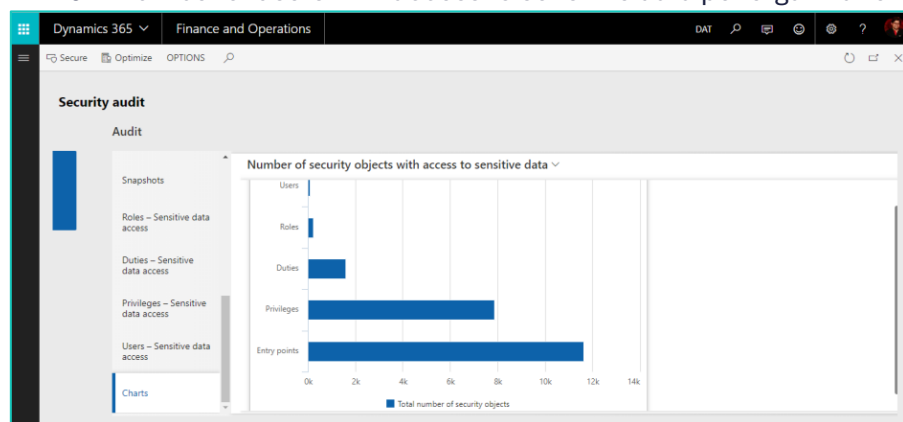 Dynamics 365 Finance and Operations DAT ?
Secure Optimize OPTIONS
Security audit
Audit
Number of security objects with access to sensitive data
Snapshots
Roles – Sensitive data
access
Duties – Sensitive
data access
Privileges – Sensitive
data access
Users – Sensitive data
access
Charts
Users
Roles
Duties
Privileges
Entry points
0k 2k 4k 6k 8k 10k 12k 14k
Total number of security objects